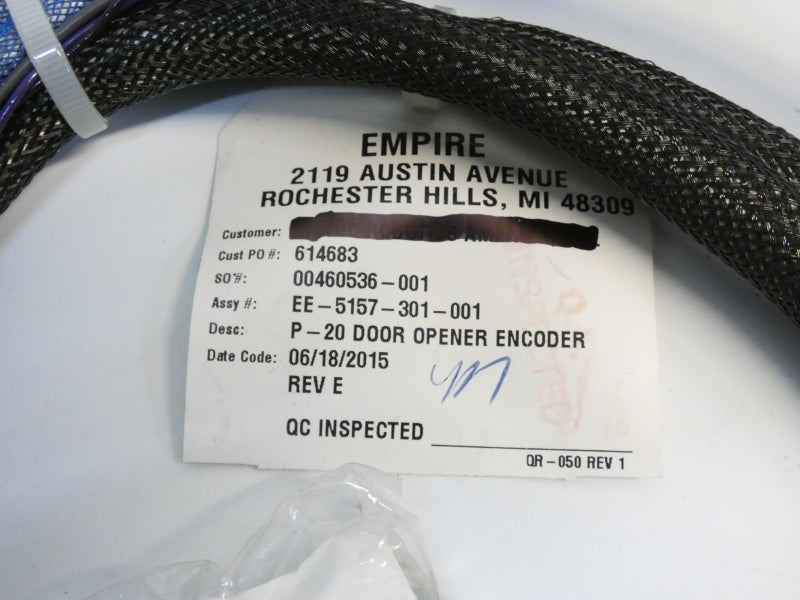 EMPIRE
2119 AUSTIN AVENUE
ROCHESTER HILLS, MI 48309
Customer:
Cust PO #: 614683
SO #: 00460536-001
Assy #: EE-5157-301-001
Desc: P-20 DOOR OPENER ENCODER
Date Code: 06/18/2015
REV E
QC INSPECTED
QR-050 REV 1